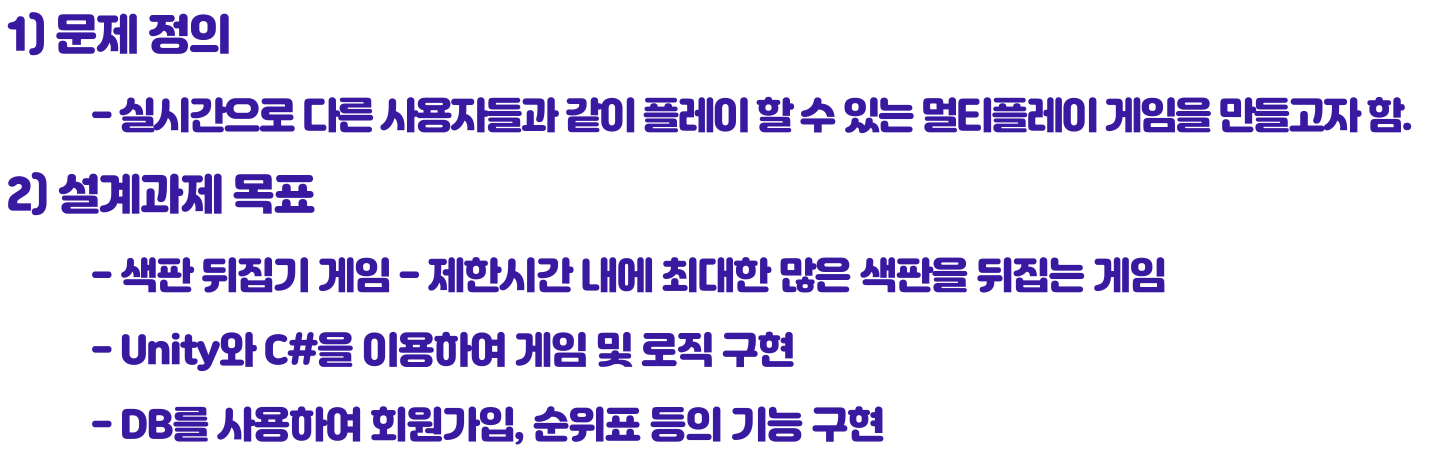 1) 문제 정의
- 실시간으로 다른 사용자들과 같이 플레이 할 수 있는 멀티플레이 게임을 만들고자 함.
2) 설계과제 목표
- 색판 뒤집기 게임 - 제한시간 내에 최대한 많은 색판을 뒤집는 게임
- Unity와 C#을 이용하여 게임 및 로직 구현
- DB를 사용하여 회원가입, 순위표 등의 기능 구현